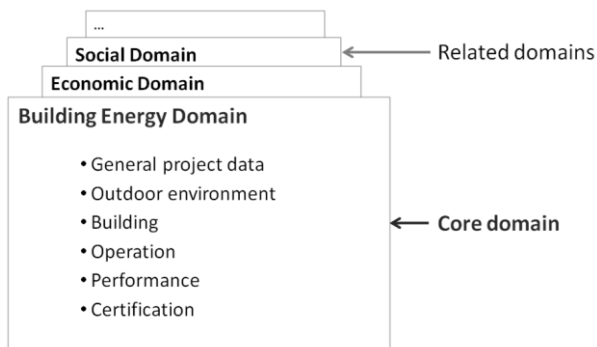 ...
Social Domain
Related domains
Economic Domain
Building Energy Domain
• General project data
• Outdoor environment
• Building
Core domain
• Operation
• Performance
• Certification